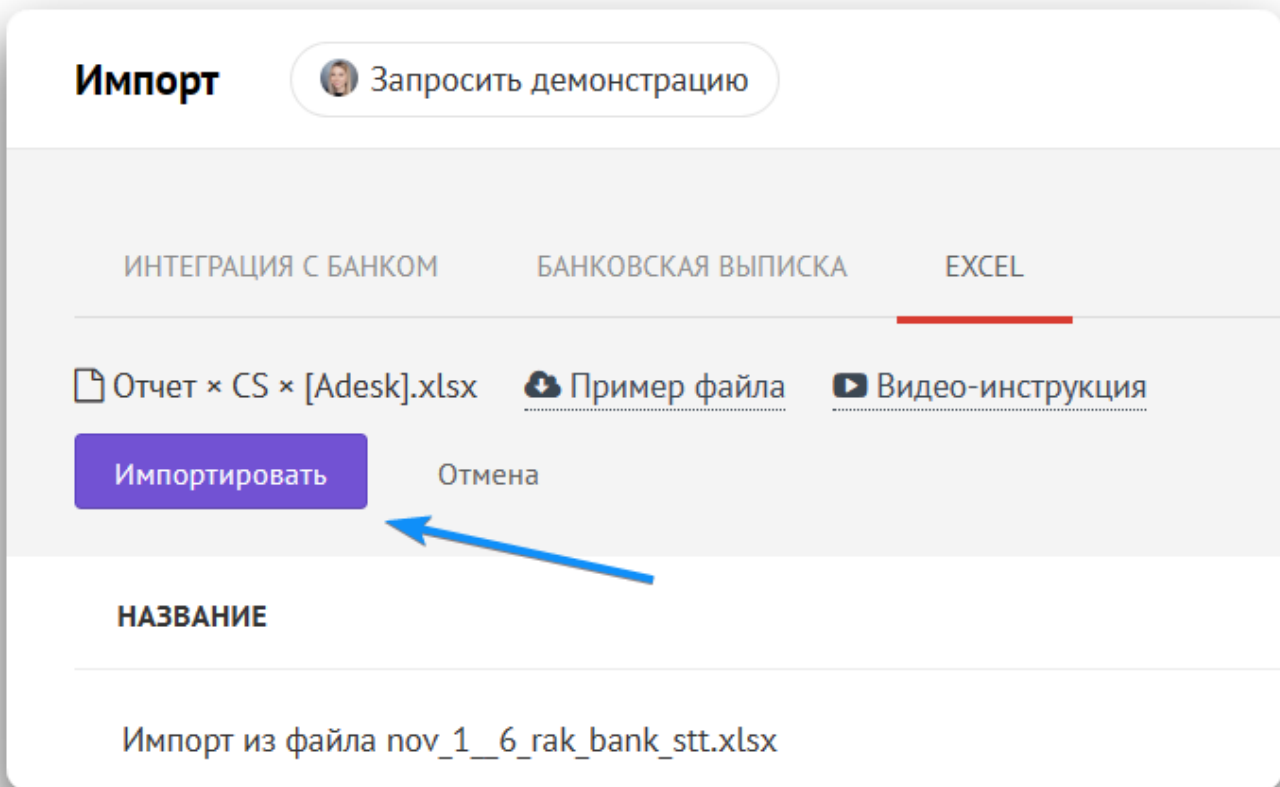 Импорт Запросить демонстрацию
ИНТЕГРАЦИЯ С БАНКОМ БАНКОВСКАЯ ВЫПИСКА EXCEL
Отчет × CS × [Adesk].xlsx Пример файла Видео-инструкция
Импортировать Отмена
НАЗВАНИЕ
Импорт из файла nov_1__6_rak_bank_stt.xlsx